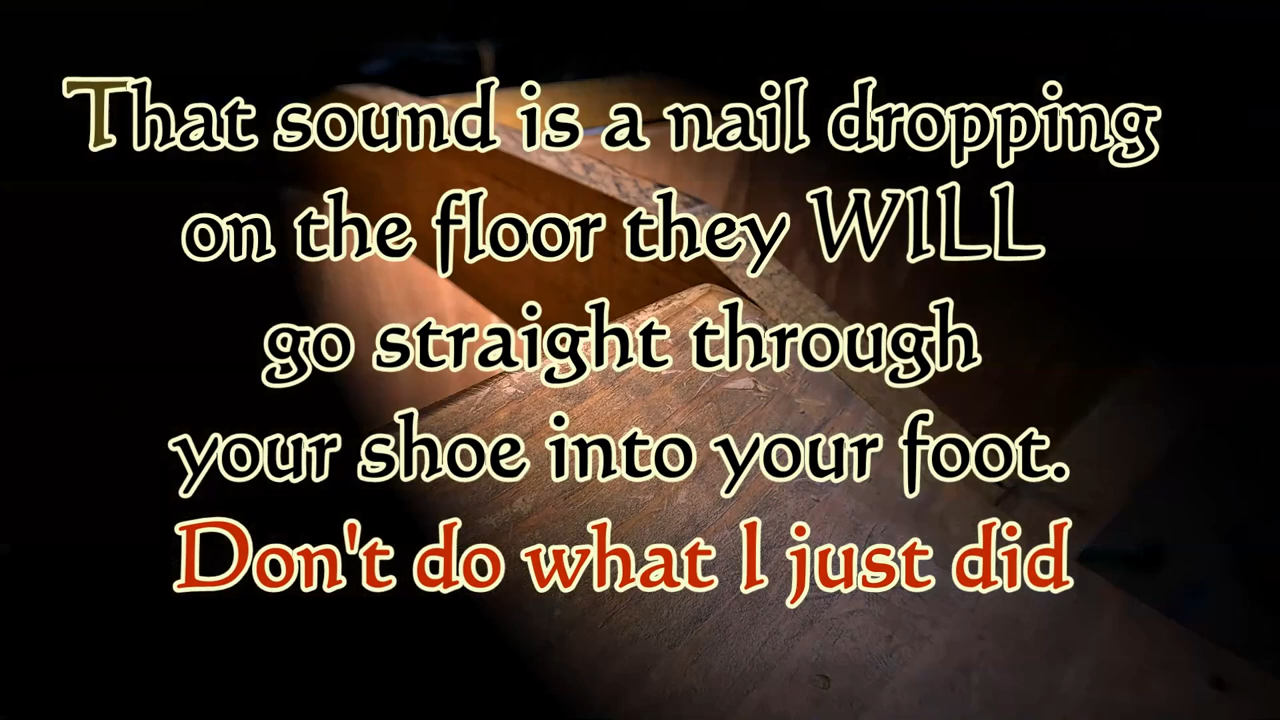 That sound is a nail dropping
on the floor they WILL
go straight through
your shoe into your foot.
Don't do what I just did